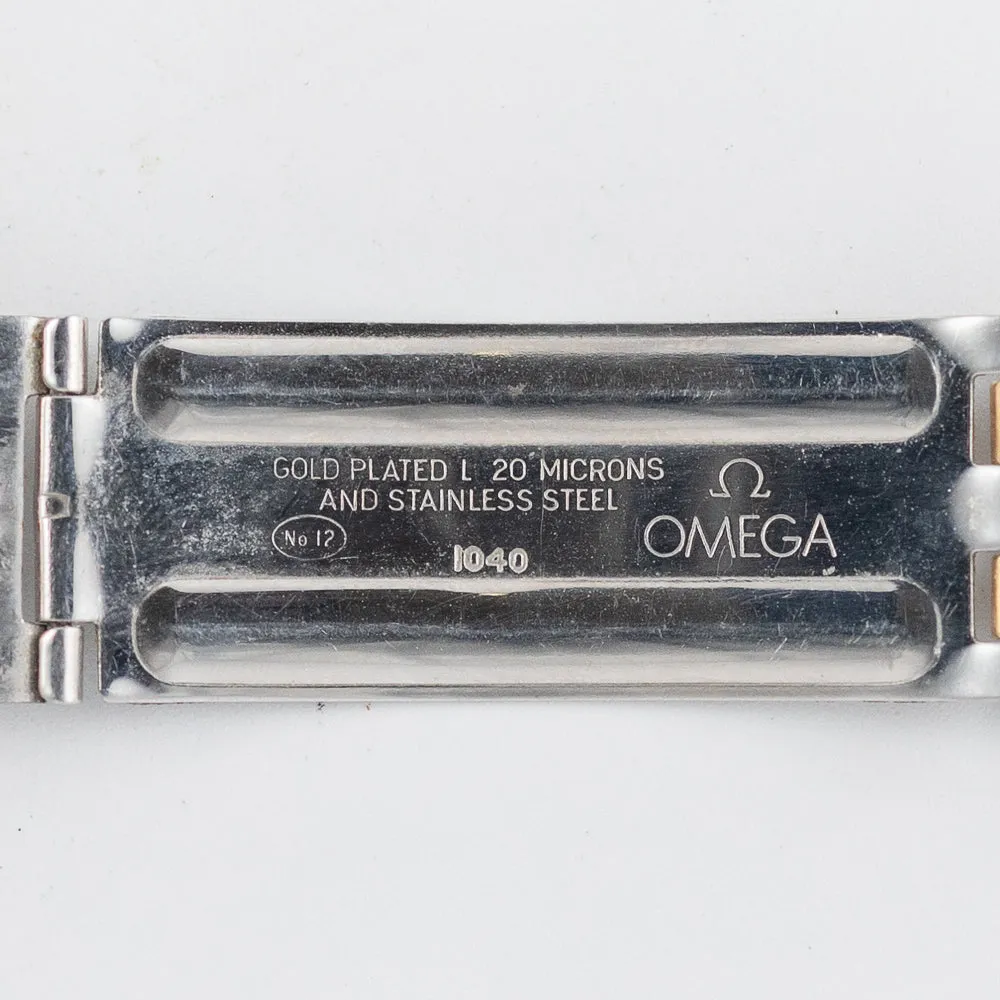 GOLD PLATED L 20 MICRONS
AND STAINLESS STEEL
No 12
1040
Ω
OMEGA